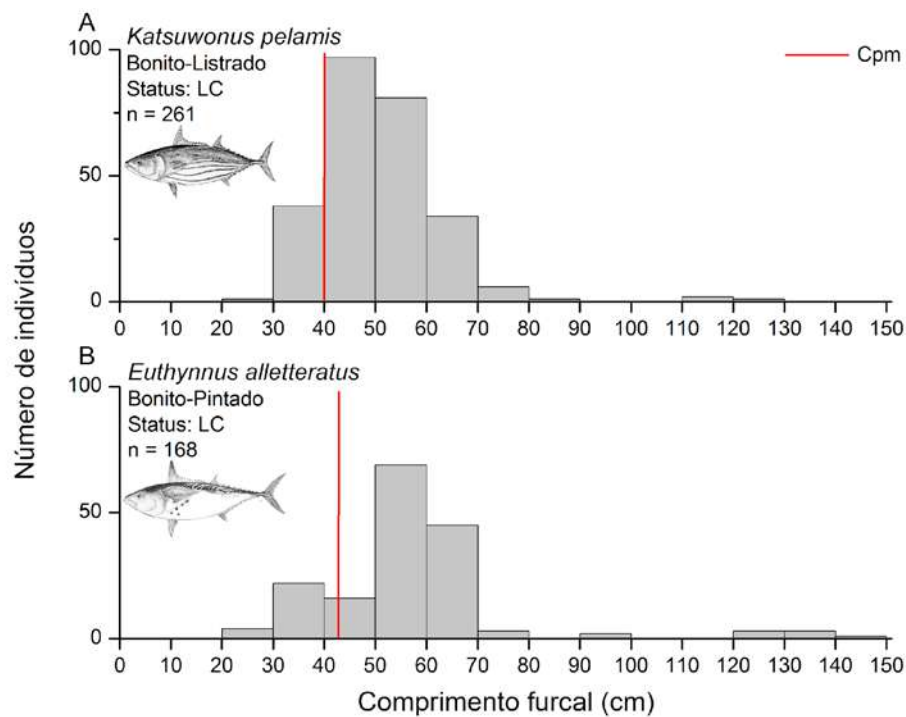 A
Katsuwonus pelamis
Bonito-Listrado
Status: LC
n = 261
Cpm
100
50
0
0 10 20 30 40 50 60 70 80 90 100 110 120 130 140 150
B
Euthynnus alletteratus
Bonito-Pintado
Status: LC
n = 168
100
50
0
0 10 20 30 40 50 60 70 80 90 100 110 120 130 140 150
Número de indivíduos
Comprimento furcal (cm)